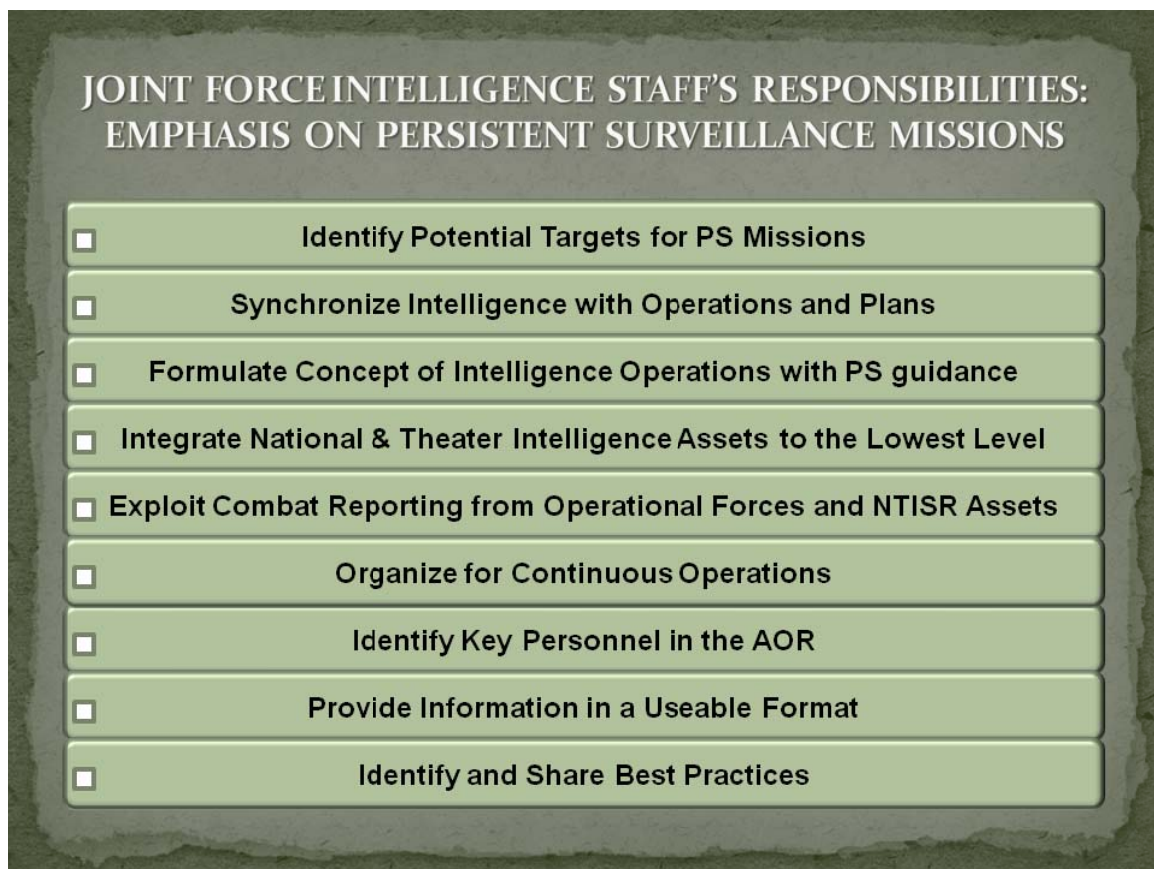 JOINT FORCE INTELLIGENCE STAFF'S RESPONSIBILITIES:
EMPHASIS ON PERSISTENT SURVEILLANCE MISSIONS
Identify Potential Targets for PS Missions
Synchronize Intelligence with Operations and Plans
Formulate Concept of Intelligence Operations with PS guidance
Integrate National & Theater Intelligence Assets to the Lowest Level
Exploit Combat Reporting from Operational Forces and NTISR Assets
Organize for Continuous Operations
Identify Key Personnel in the AOR
Provide Information in a Useable Format
Identify and Share Best Practices